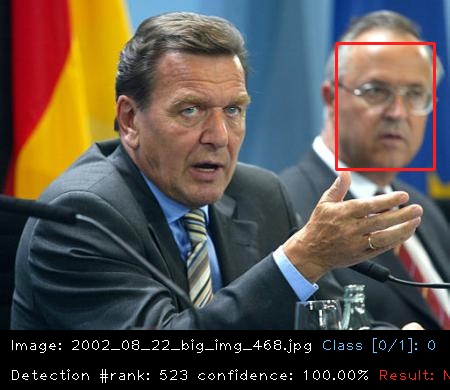 Image: 2002_08_22_big_img_468.jpg Class [0/1]: 0
Detection #rank: 523 confidence: 100.00% Result: N